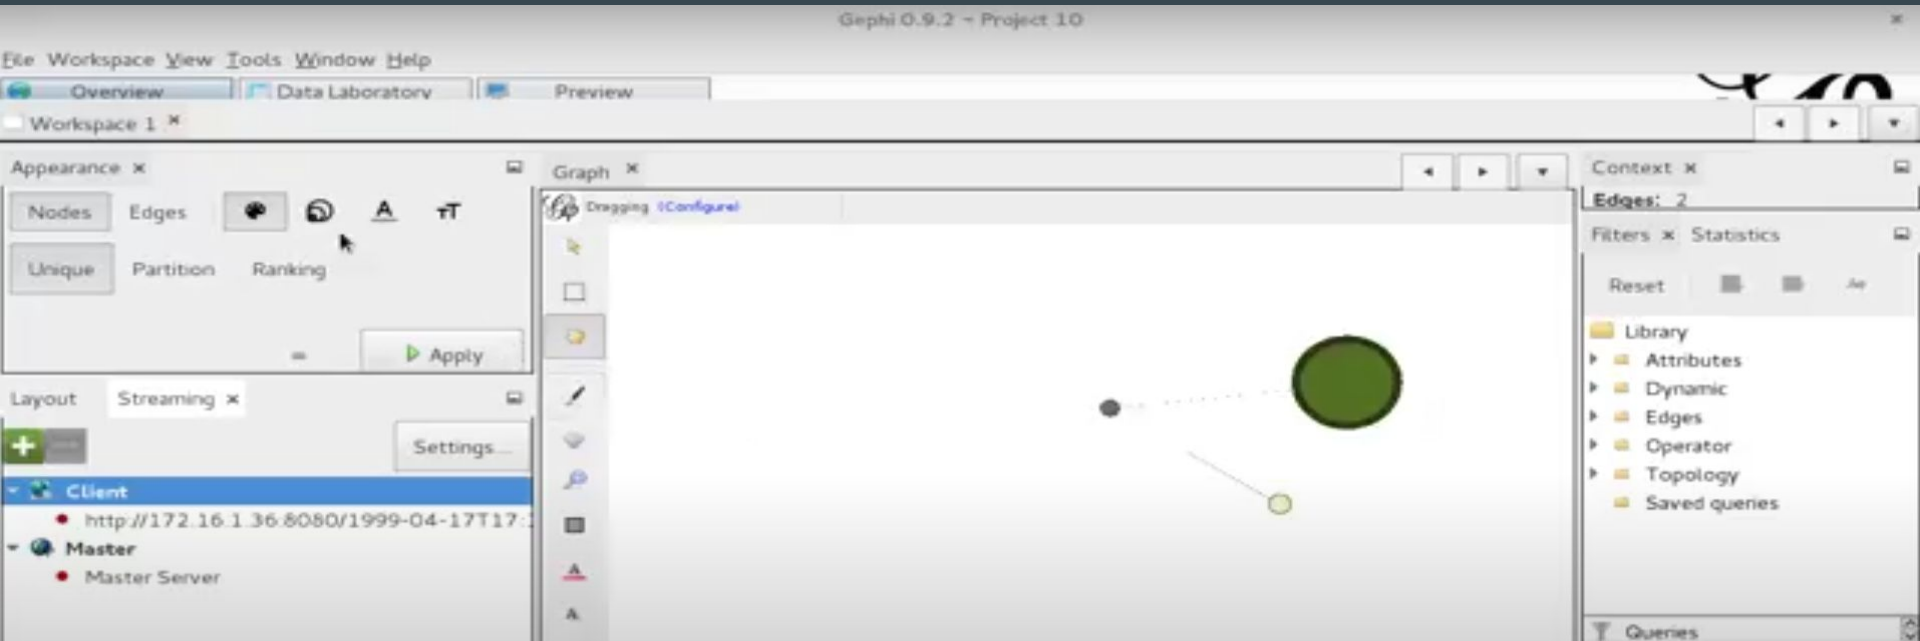 Gephi 0.9.2 - Project 10
File Workspace View Tools Window Help
Overview Data Laboratory Preview
Workspace 1
Appearance
Nodes Edges
Unique Partition Ranking
Apply
Layout Streaming
Settings...
Client
http://172.16.1.36:8080/1999-04-17T17:
Master
Master Server
Graph
Dragging (Configure)
Context
Edges: 2
Filters Statistics
Reset
Library
Attributes
Dynamic
Edges
Operator
Topology
Saved queries
Queries